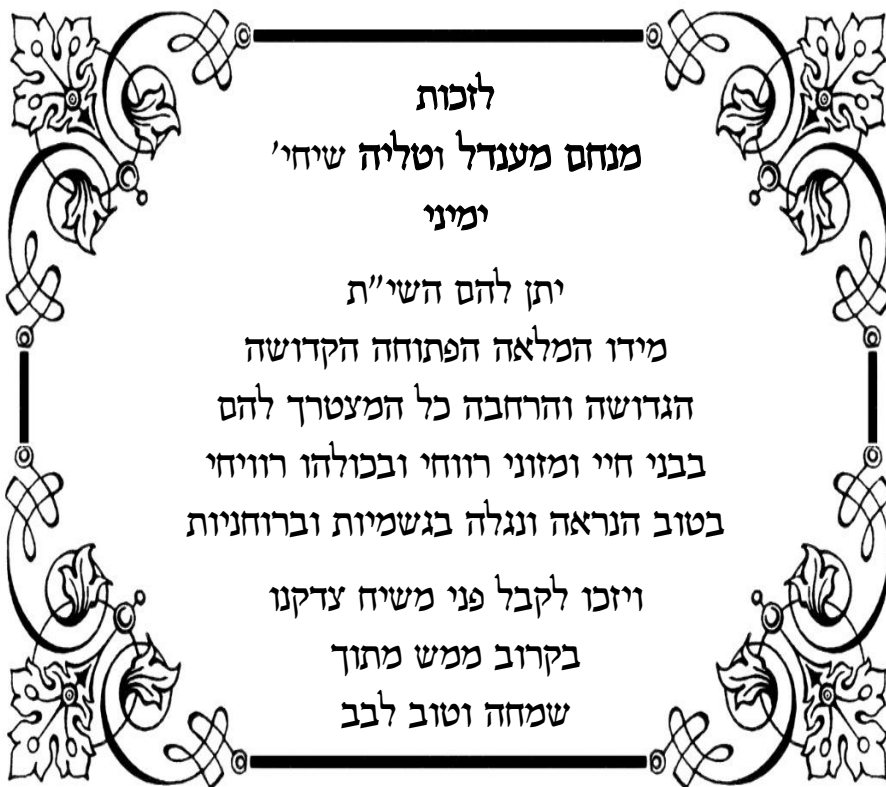 לזכות
מנחם מענדל וטליה שיחי'
ימיני
יתן להם השי"ת
מידו המלאה הפתוחה הקדושה
הגדושה והרחבה כל המצטרך להם
בבני חיי ומזוני רווחי ובכולהו רוויחי
בטוב הנראה ונגלה בגשמיות וברוחניות
ויזכו לקבל פני משיח צדקנו
בקרוב ממש מתוך
שמחה וטוב לבב